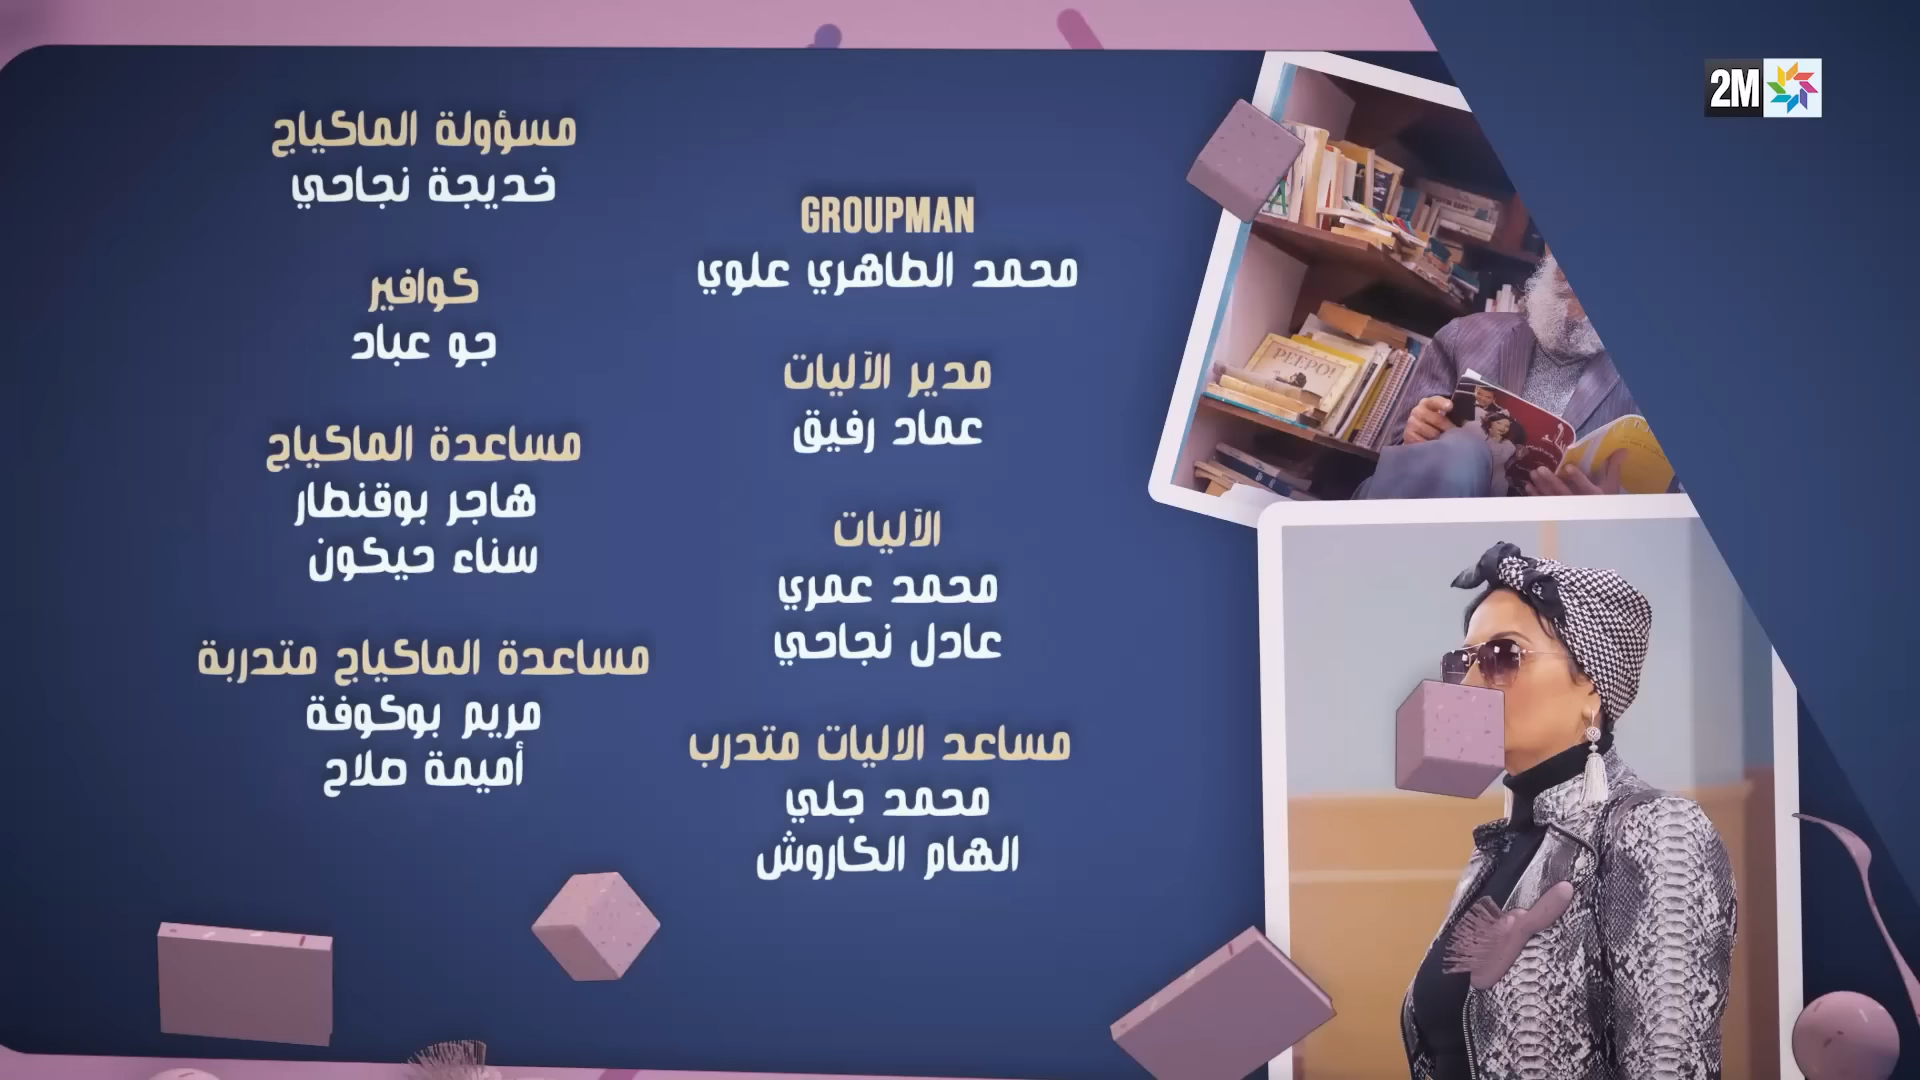 2M
GROUPMAN
محمد الطاهري علوي
مدير الآليات
عماد رفيق
الآليات
محمد عمري
عادل نجاحي
مساعد الاليات متدرب
محمد جلي
الهام الكاروش
مسؤولة الماكياج
خديجة نجاحي
كوافير
جو عباد
مساعدة الماكياج
هاجر بوقنطار
سناء حيكون
مساعدة الماكياج متدربة
مريم بوكوفة
أميمة صلاح
PEEPO!